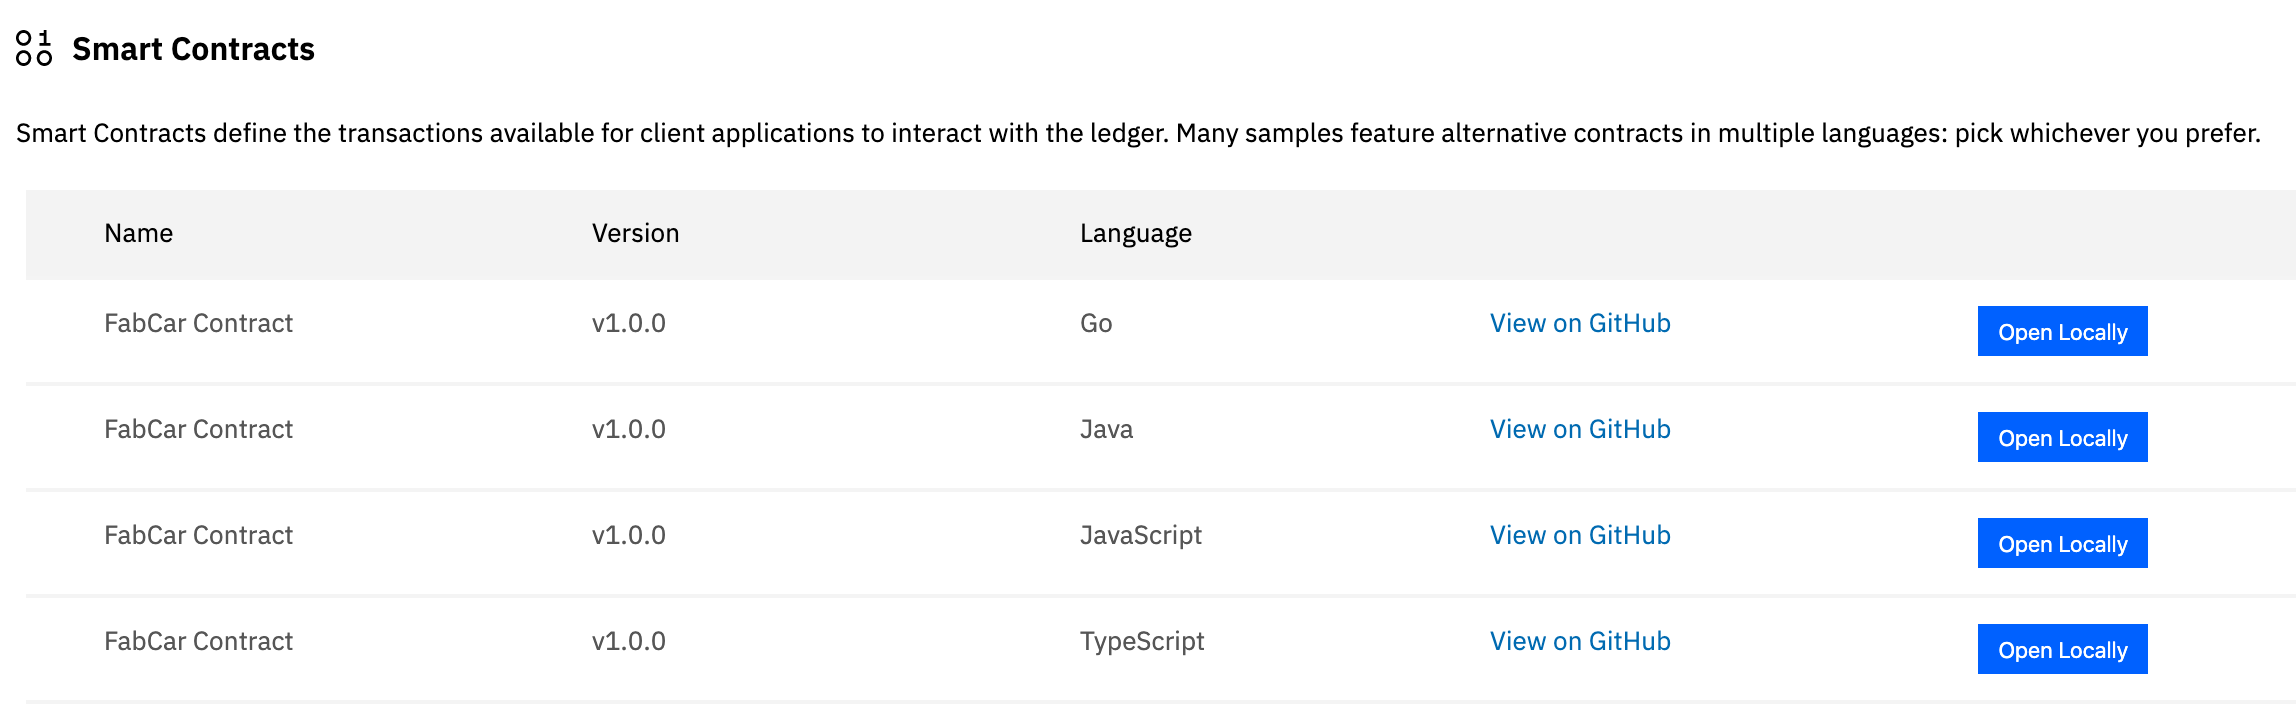 Smart Contracts
Smart Contracts define the transactions available for client applications to interact with the ledger. Many samples feature alternative contracts in multiple languages: pick whichever you prefer.
Name Version Language
FabCar Contract v1.0.0 Go View on GitHub Open Locally
FabCar Contract v1.0.0 Java View on GitHub Open Locally
FabCar Contract v1.0.0 JavaScript View on GitHub Open Locally
FabCar Contract v1.0.0 TypeScript View on GitHub Open Locally